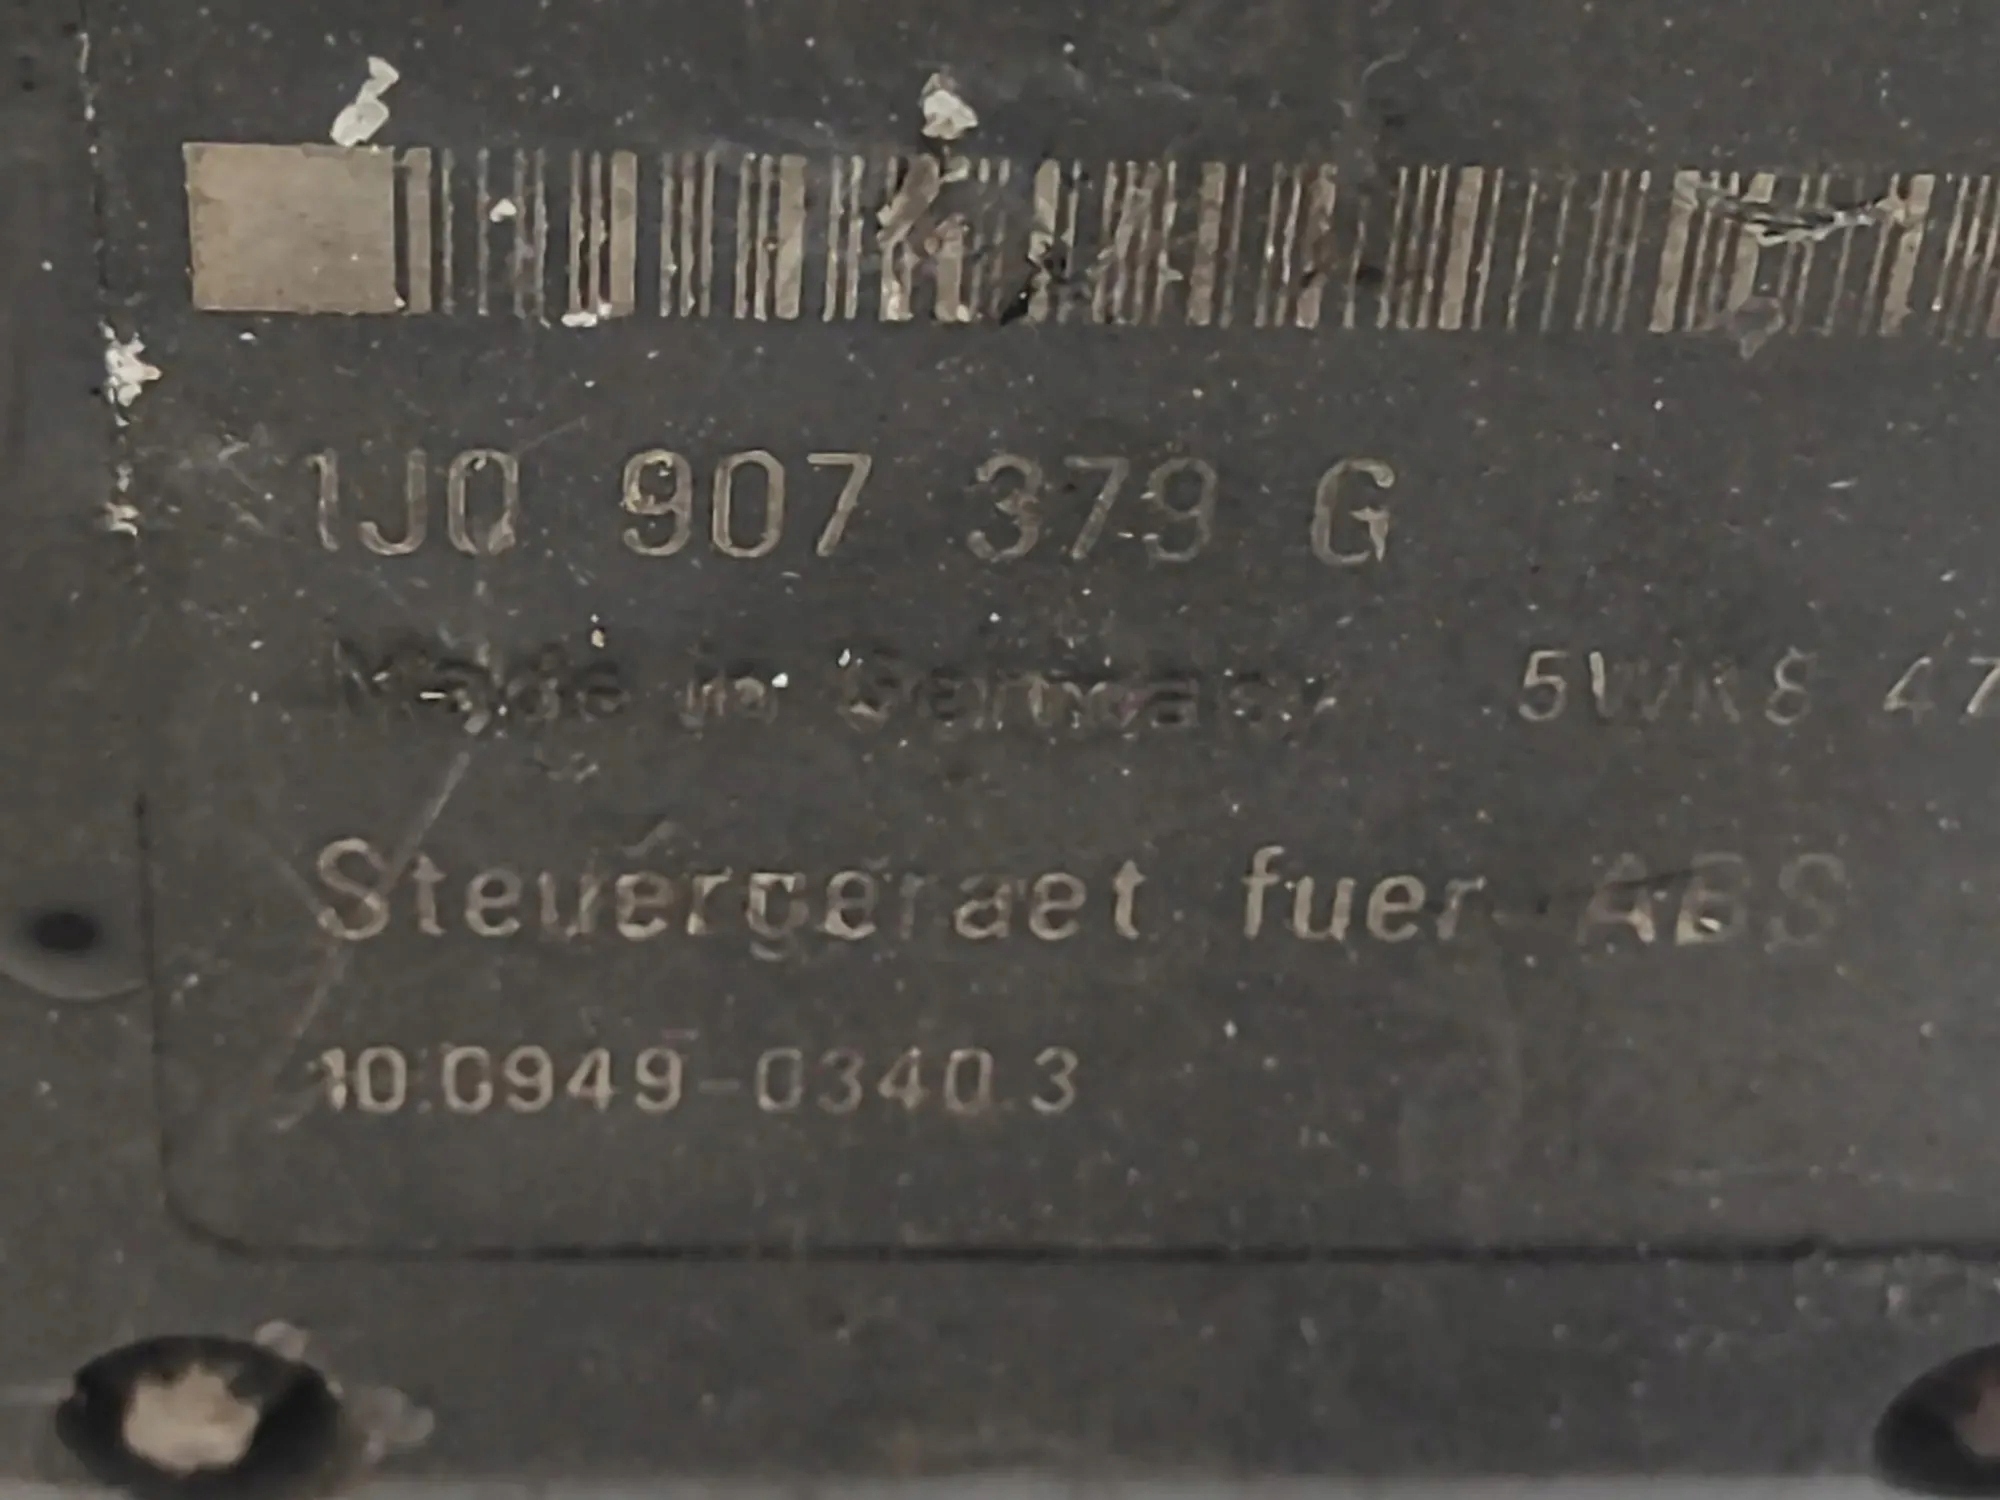 1J0 907 379 G
Made in Germany 5WK8 47
Steuergeraet fuer ABS
10.0949-0340.3